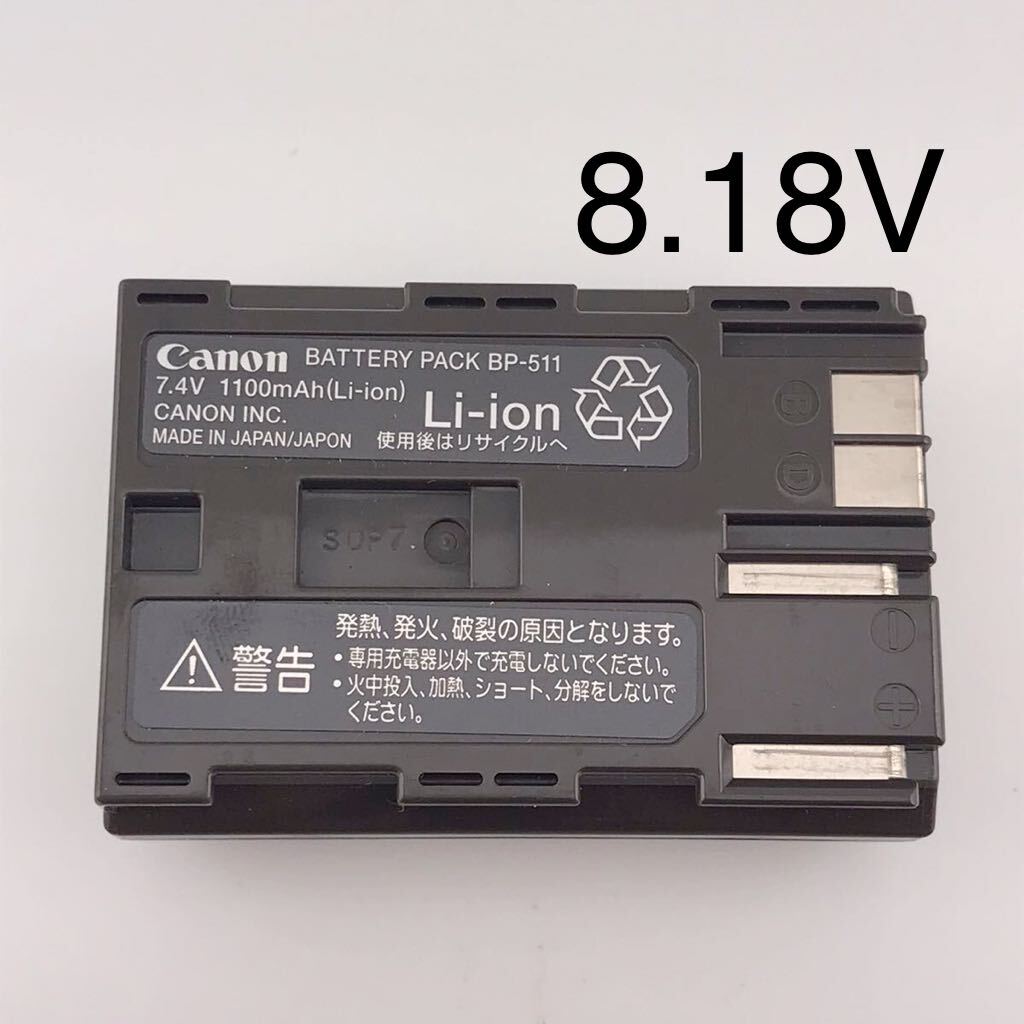 8.18V
Canon BATTERY PACK BP-511
7.4V 1100mAh(Li-ion)
CANON INC.
MADE IN JAPAN/JAPON
Li-ion
使用後はリサイクルへ
B
D
警告
発熱、発火、破裂の原因となります。
・専用充電器以外で充電しないでください。
・火中投入、加熱、ショート、分解をしないで
ください。